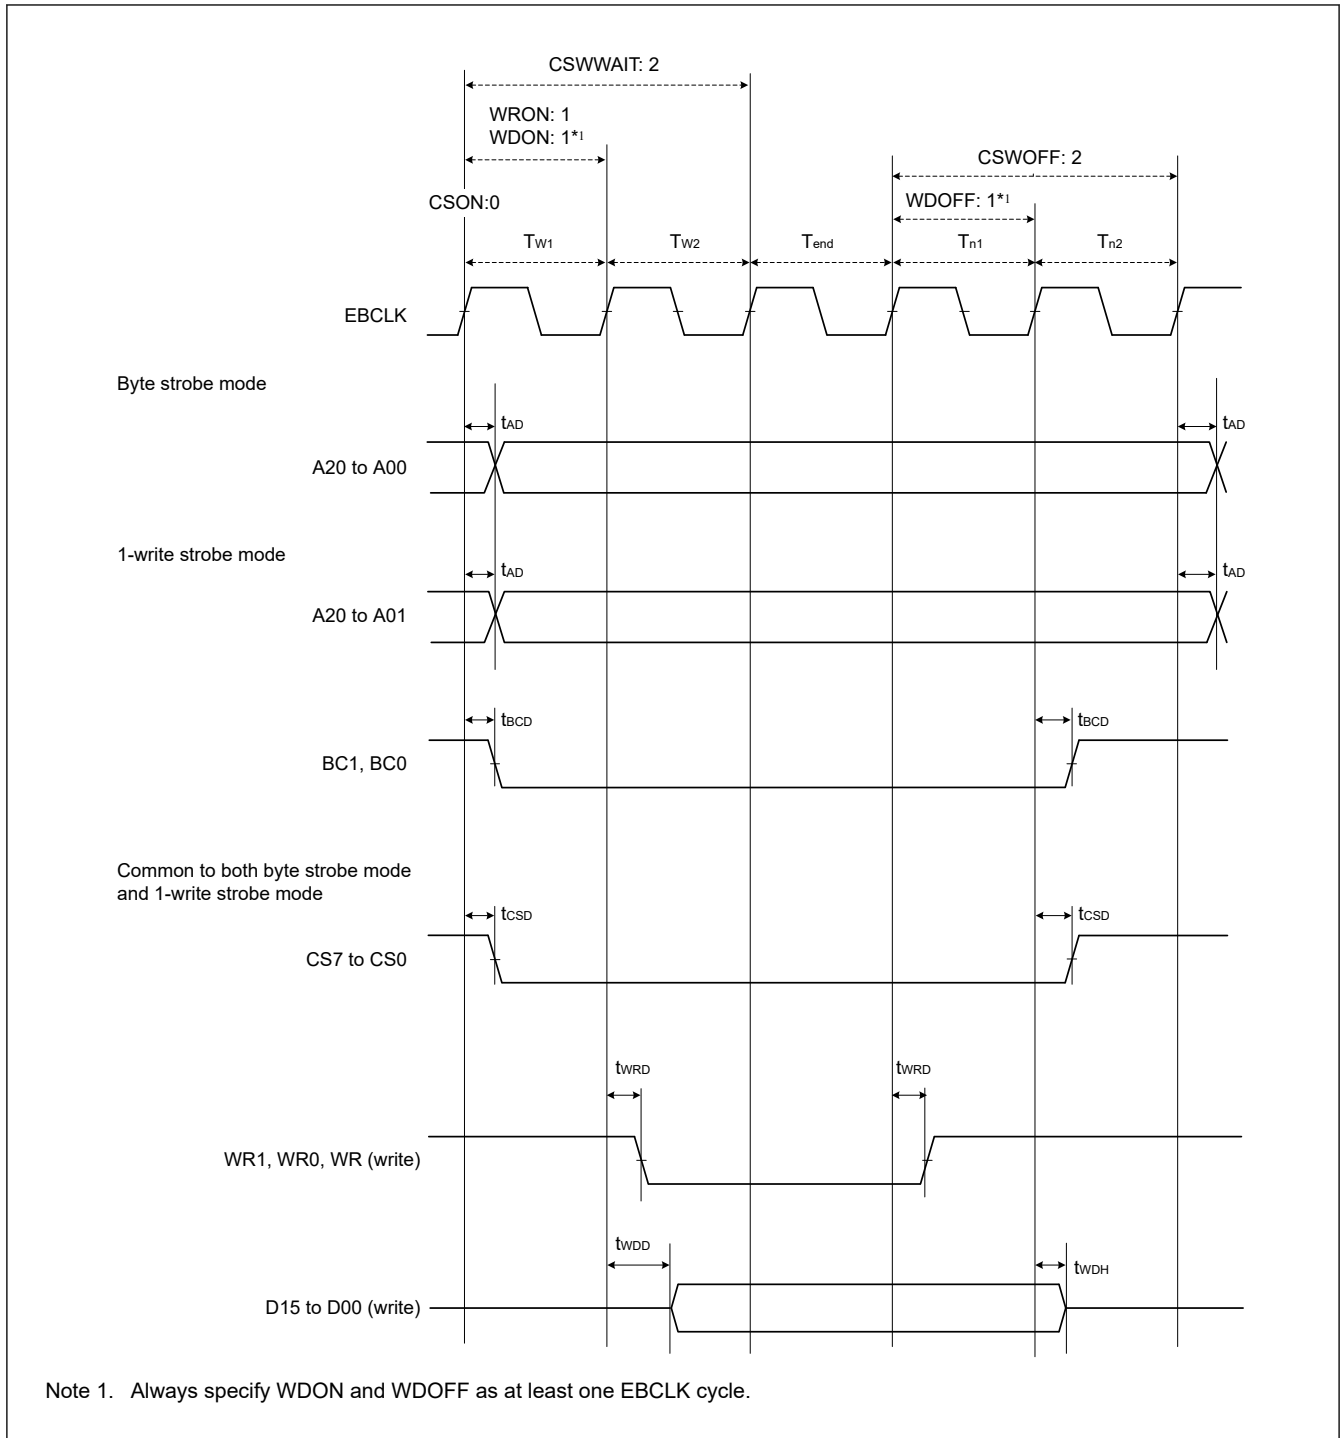 CSWWAIT: 2
WRON: 1
WDON: 1*1
CSWOFF: 2
CSON:0
WDOFF: 1*1
TW1 TW2 Tend Tn1 Tn2
EBCLK
Byte strobe mode
tAD tAD
A20 to A00
1-write strobe mode
tAD tAD
A20 to A01
tBCD tBCD
BC1, BC0
Common to both byte strobe mode
and 1-write strobe mode
tCSD tCSD
CS7 to CS0
tWRD tWRD
WR1, WR0, WR (write)
tWDD tWDH
D15 to D00 (write)
Note 1. Always specify WDON and WDOFF as at least one EBCLK cycle.